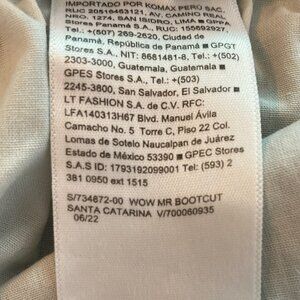 IMPORTADO POR KOMAX PERU SAC.
RUC 20516463121, AV. CAMINO REAL
NRO. 1274, SAN ISIDRO, LIMA ■ GPPA
Stores Panamá S.A., RUC: 155692927,
Tel.: +(507) 269-2620, Ciudad de
Panamá, República de Panamá ■ GPGT
Stores S.A., NIT: 8681481-8, Tel.: +(502)
2303-3000, Guatemala, Guatemala ■
GPES Stores S.A., Tel.: +(503)
2245-3800, San Salvador, El Salvador ■
LT FASHION S.A. de C.V. RFC:
LFA140313H67 Blvd. Manuel Ávila
Camacho No. 5 Torre C, Piso 22 Col.
Lomas de Sotelo Naucalpan de Juárez
Estado de México 53390 ■ GPEC Stores
S.A.S ID: 1793192099001 Tel: (593) 2
381 0950 ext 1515
S/734872-00 WOW MR BOOTCUT
SANTA CATARINA V/700060935
06/22